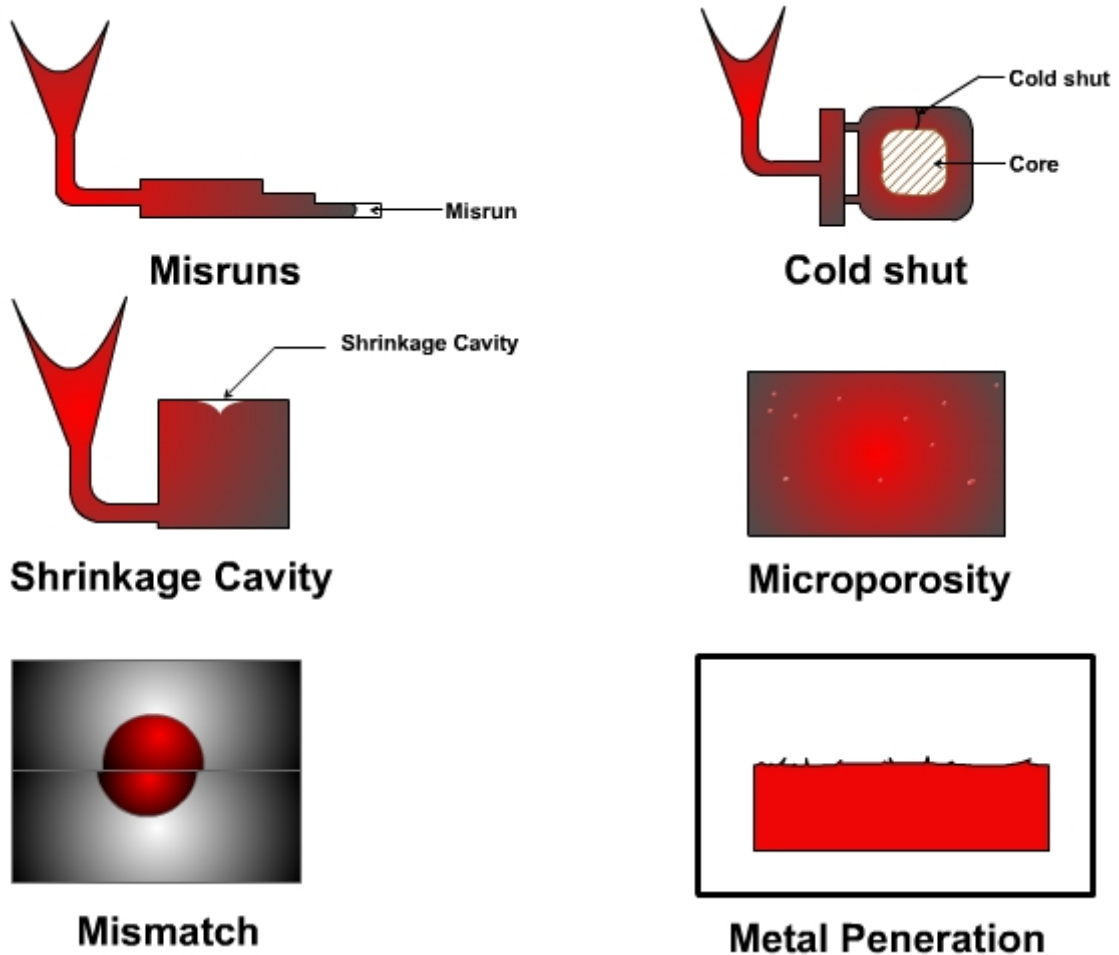 Misrun
Misruns
Cold shut
Core
Cold shut
Shrinkage Cavity
Shrinkage Cavity
Microporosity
Mismatch
Metal Peneration